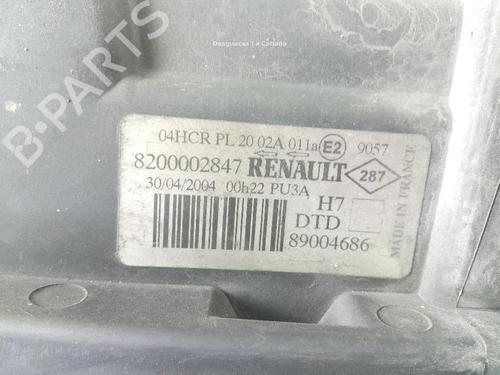 Desguaces La Cabaña
B-PARTS
04HCR PL 20 02A 011a E2 9057
8200002847 RENAULT 287
30/04/2004 00h22 PU3A
H7
DTD
89004686
MADE IN FRANCE